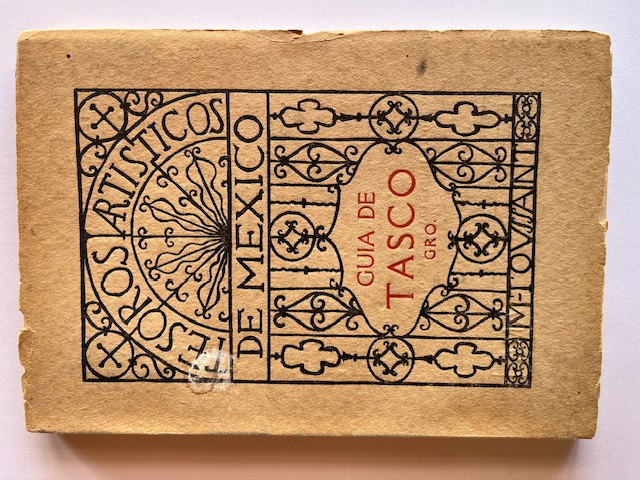 TESOROS ARTISTICOS
DE MEXICO
GUIA DE
TASCO
GRO.
M-TOUSSAINT